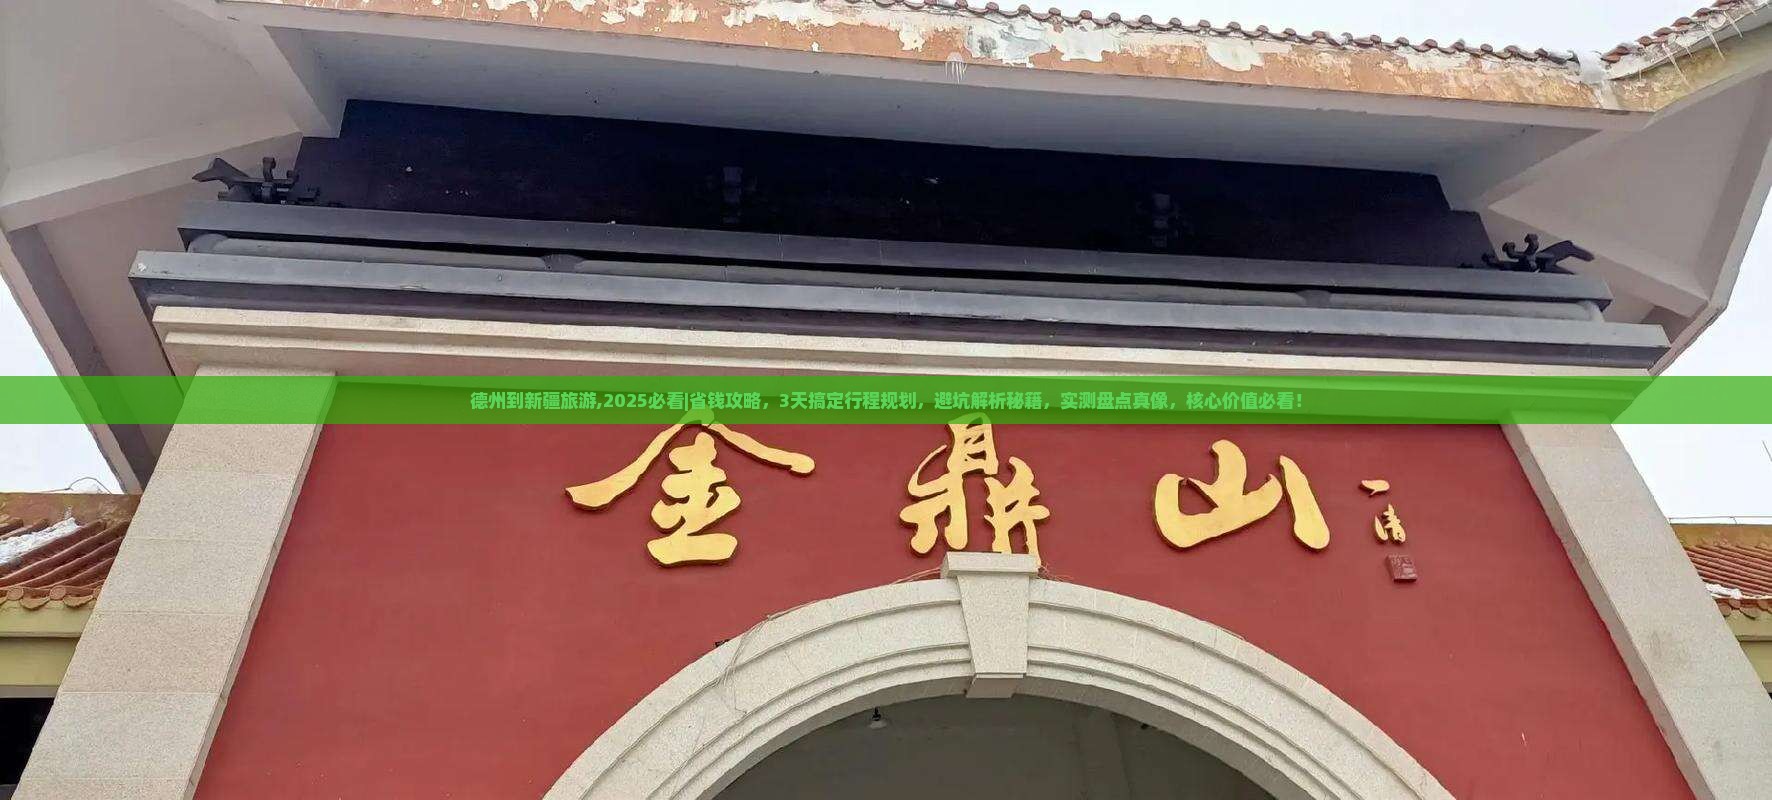 德州到新疆旅游,2025必看|省钱攻略，3天搞定行程规划，避坑解析秘籍，实测盘点真像，核心价值必看！
金鼎山
一清